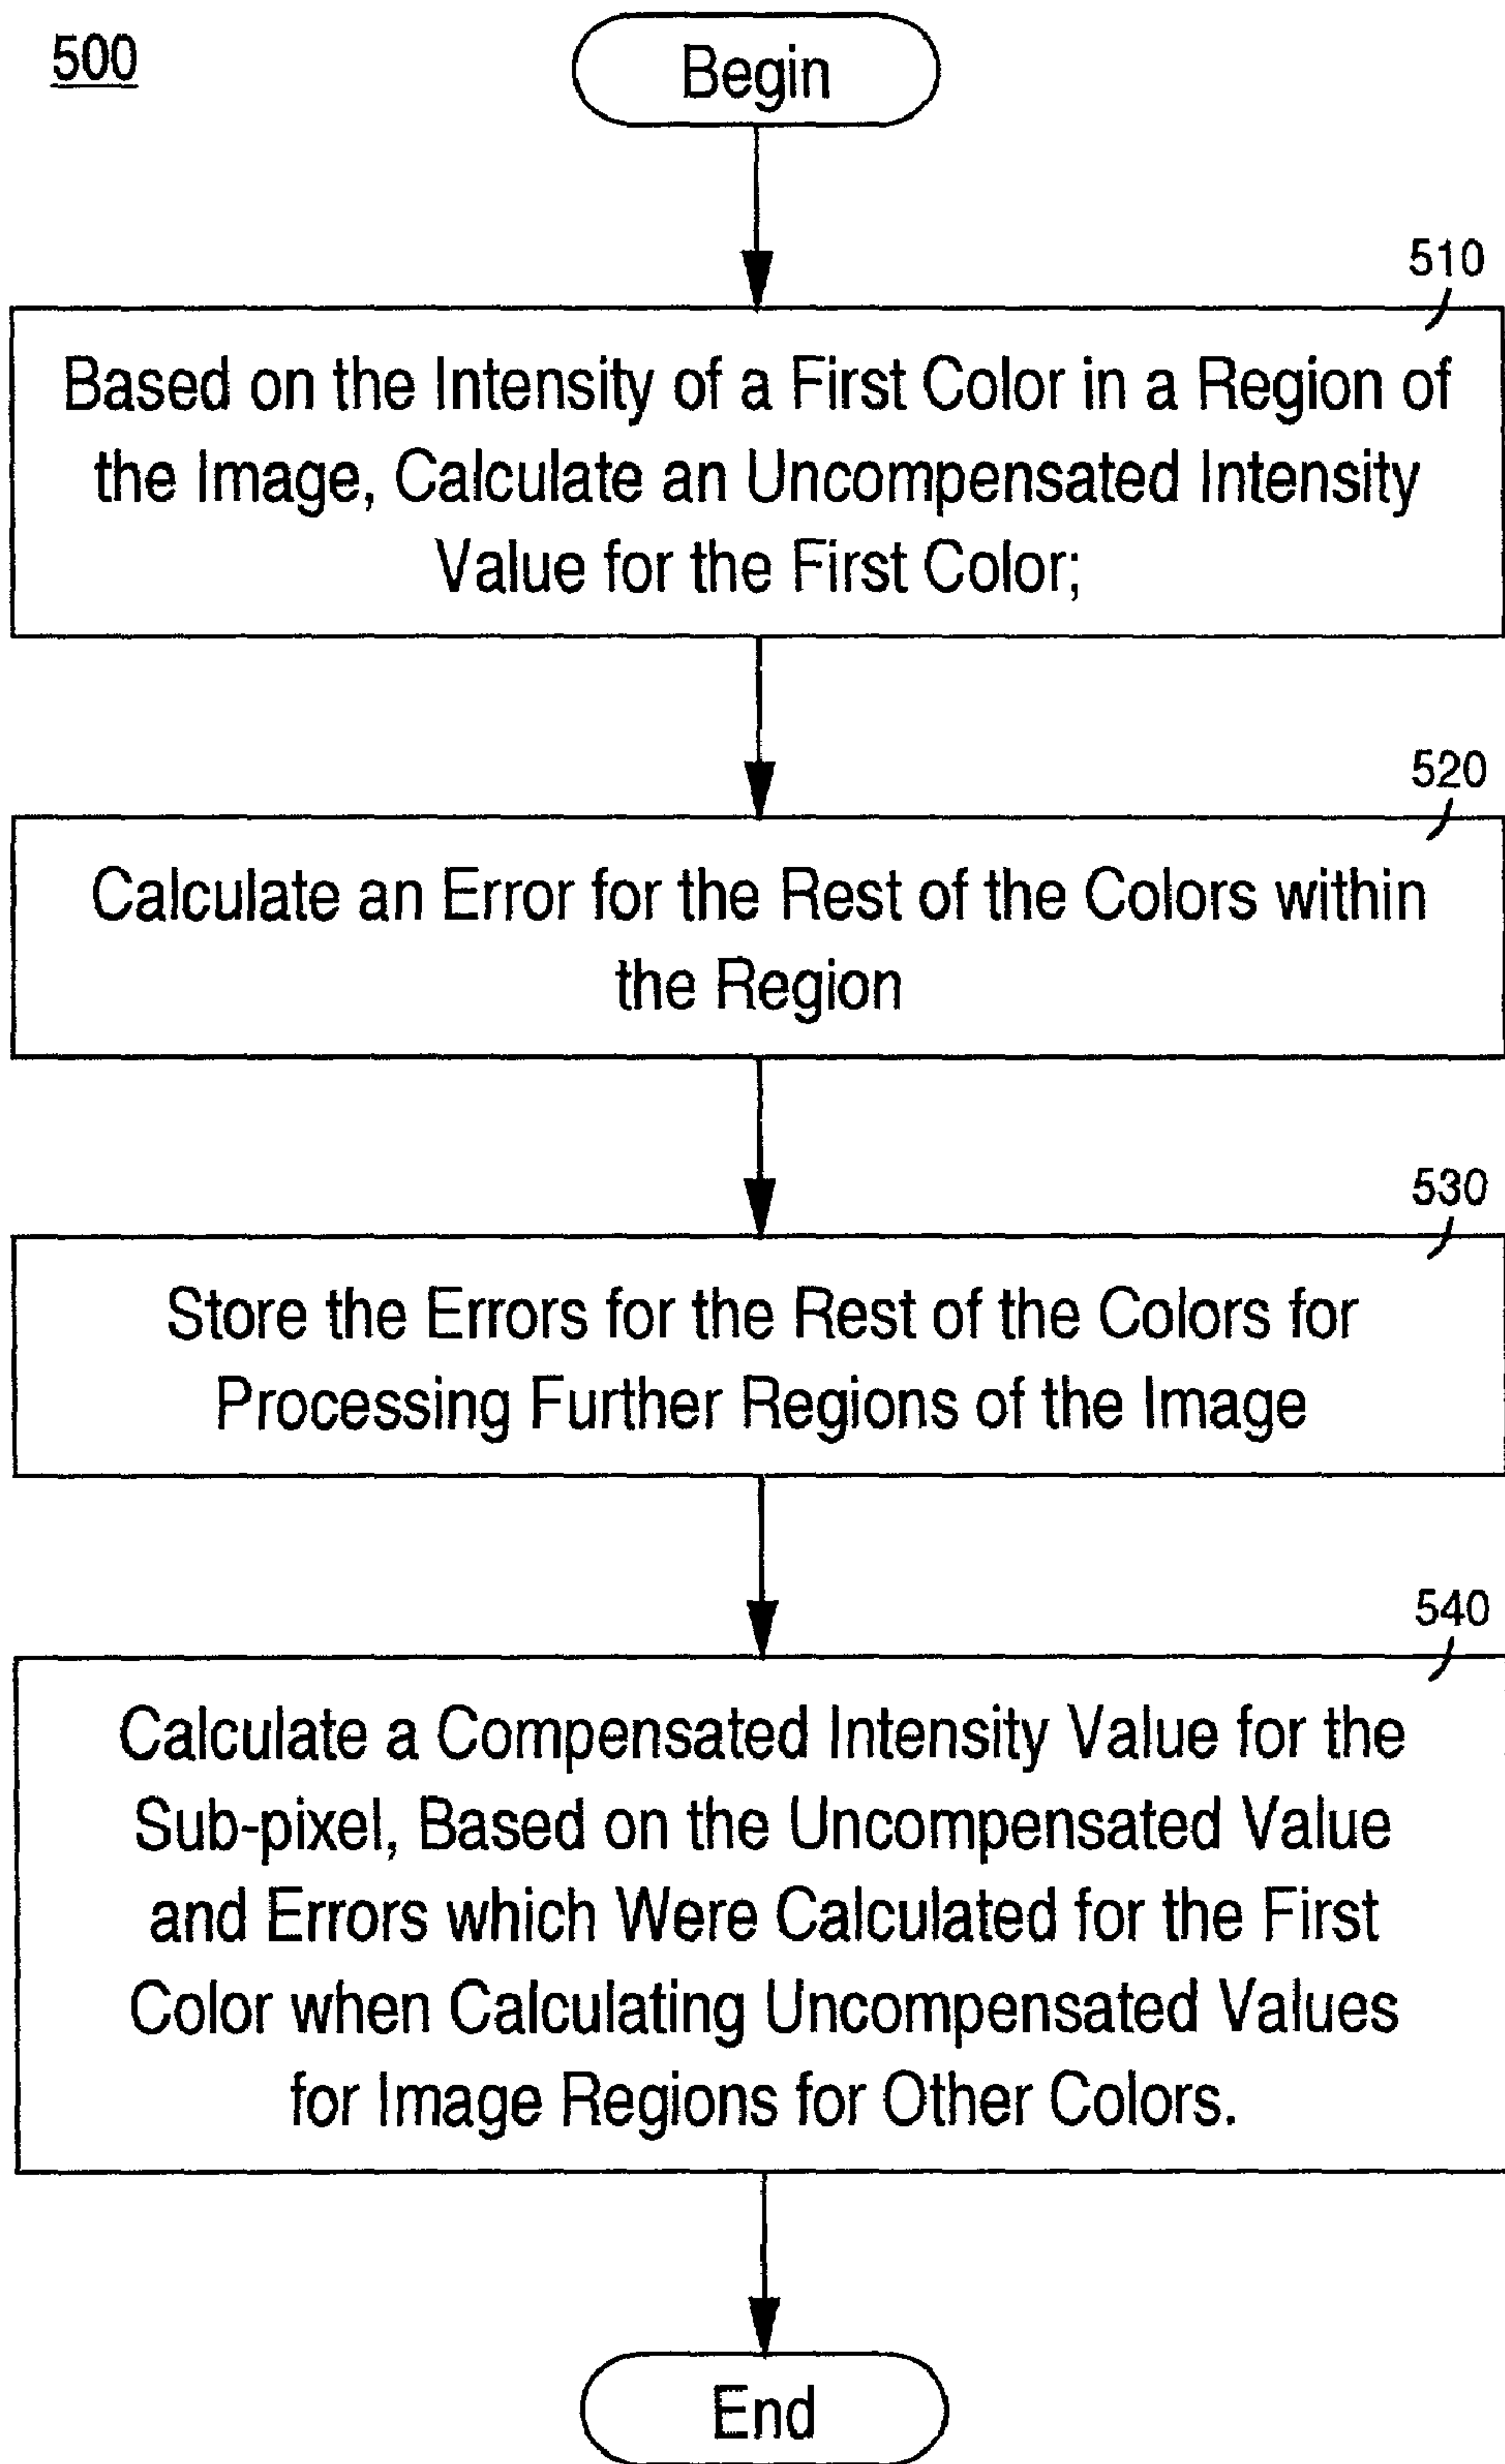 500
Begin
510
Based on the Intensity of a First Color in a Region of
the Image, Calculate an Uncompensated Intensity
Value for the First Color;
520
Calculate an Error for the Rest of the Colors within
the Region
530
Store the Errors for the Rest of the Colors for
Processing Further Regions of the Image
540
Calculate a Compensated Intensity Value for the
Sub-pixel, Based on the Uncompensated Value
and Errors which Were Calculated for the First
Color when Calculating Uncompensated Values
for Image Regions for Other Colors.
End